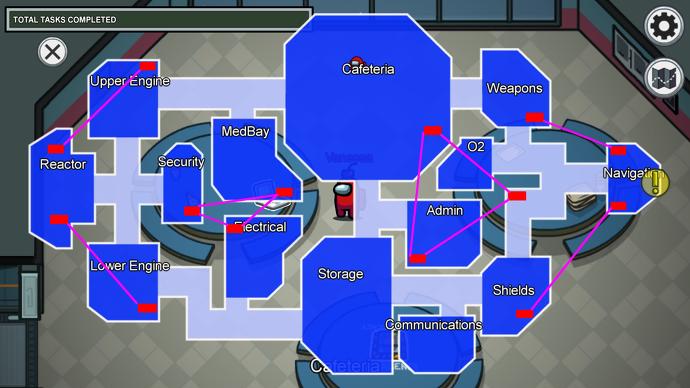 TOTAL TASKS COMPLETED
Cafeteria
Upper Engine
Weapons
MedBay
O2
Security
Reactor
Navigation
Admin
Electrical
Lower Engine
Storage
Shields
Communications
Cafeteria